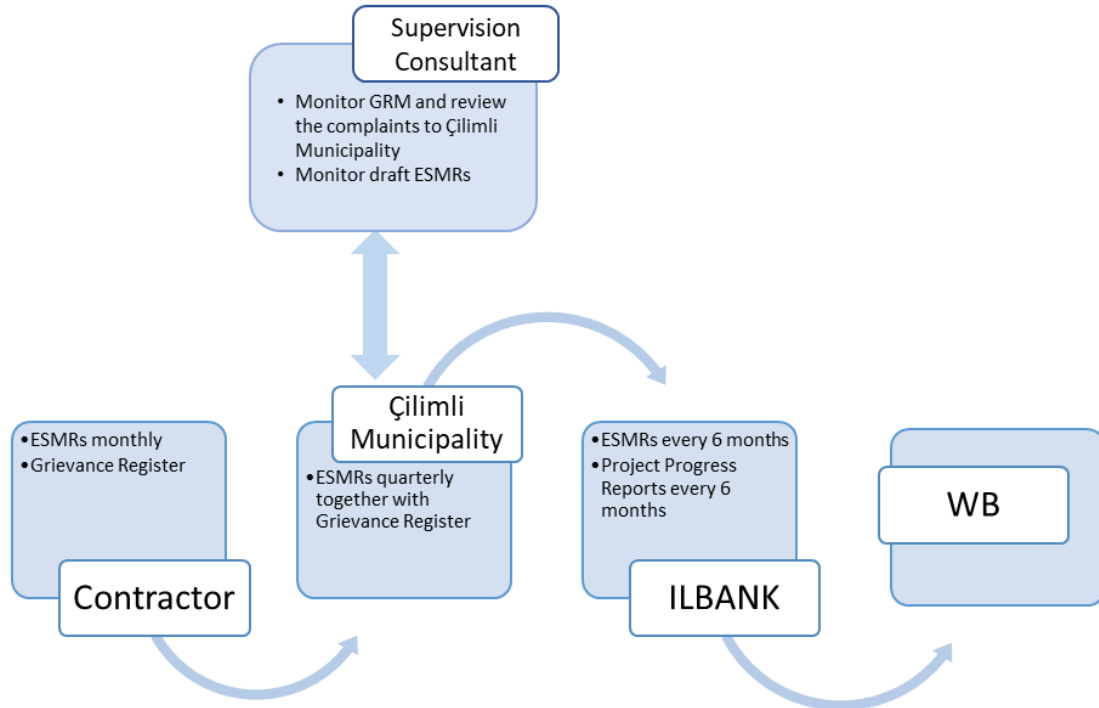 Supervision
Consultant
• Monitor GRM and review
the complaints to Çilimli
Municipality
• Monitor draft ESMRs
•ESMRs monthly
•Grievance Register
Contractor
Çilimli
Municipality
•ESMRs quarterly
together with
Grievance Register
•ESMRs every 6 months
•Project Progress
Reports every 6
months
ILBANK
WB